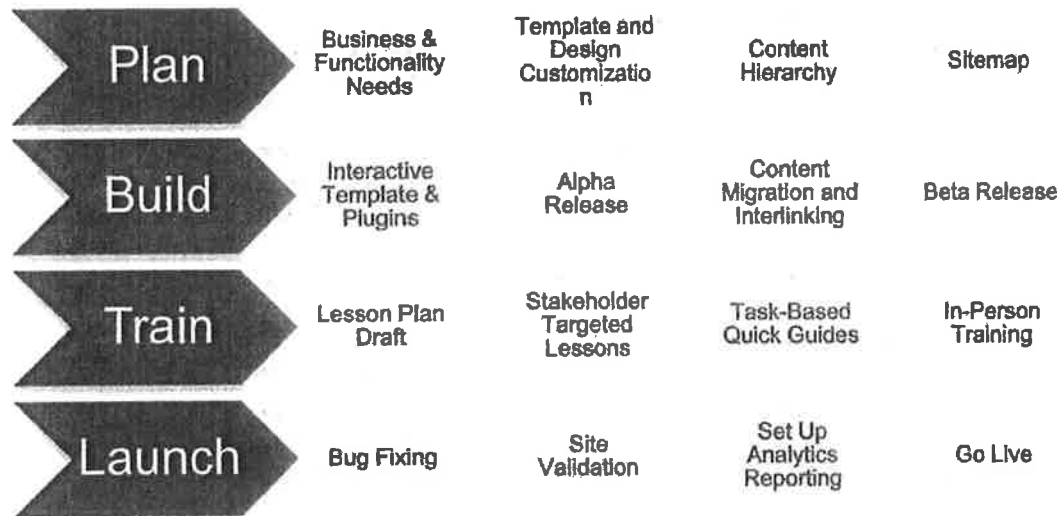 Plan
Business &
Functionality
Needs
Template and
Design
Customizatio
n
Content
Hierarchy
Sitemap
Build
Interactive
Template &
Plugins
Alpha
Release
Content
Migration and
Interlinking
Beta Release
Train
Lesson Plan
Draft
Stakeholder
Targeted
Lessons
Task-Based
Quick Guides
In-Person
Training
Launch
Bug Fixing
Site
Validation
Set Up
Analytics
Reporting
Go Live